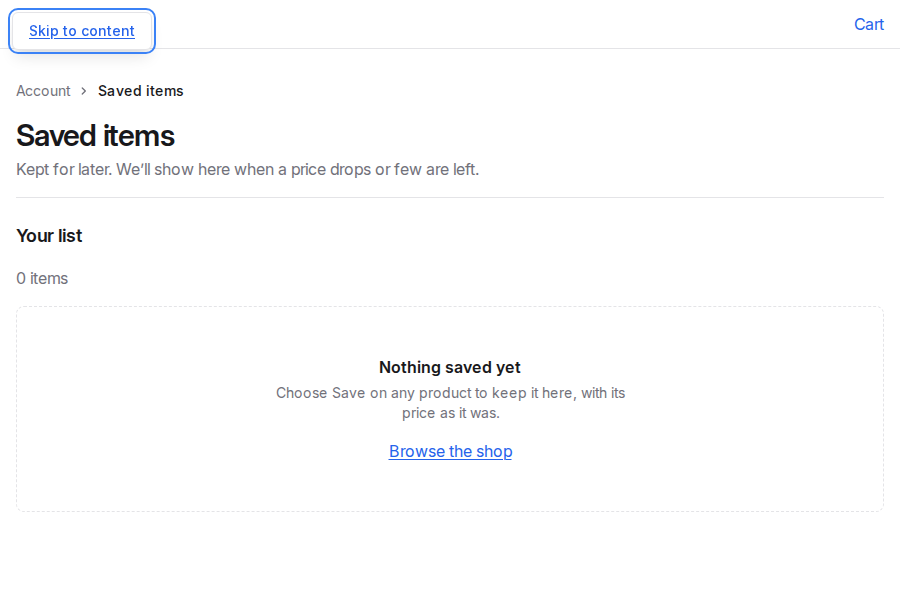 Skip to content
Cart
Account > Saved items
Saved items
Kept for later. We’ll show here when a price drops or few are left.
Your list
0 items
Nothing saved yet
Choose Save on any product to keep it here, with its
price as it was.
Browse the shop